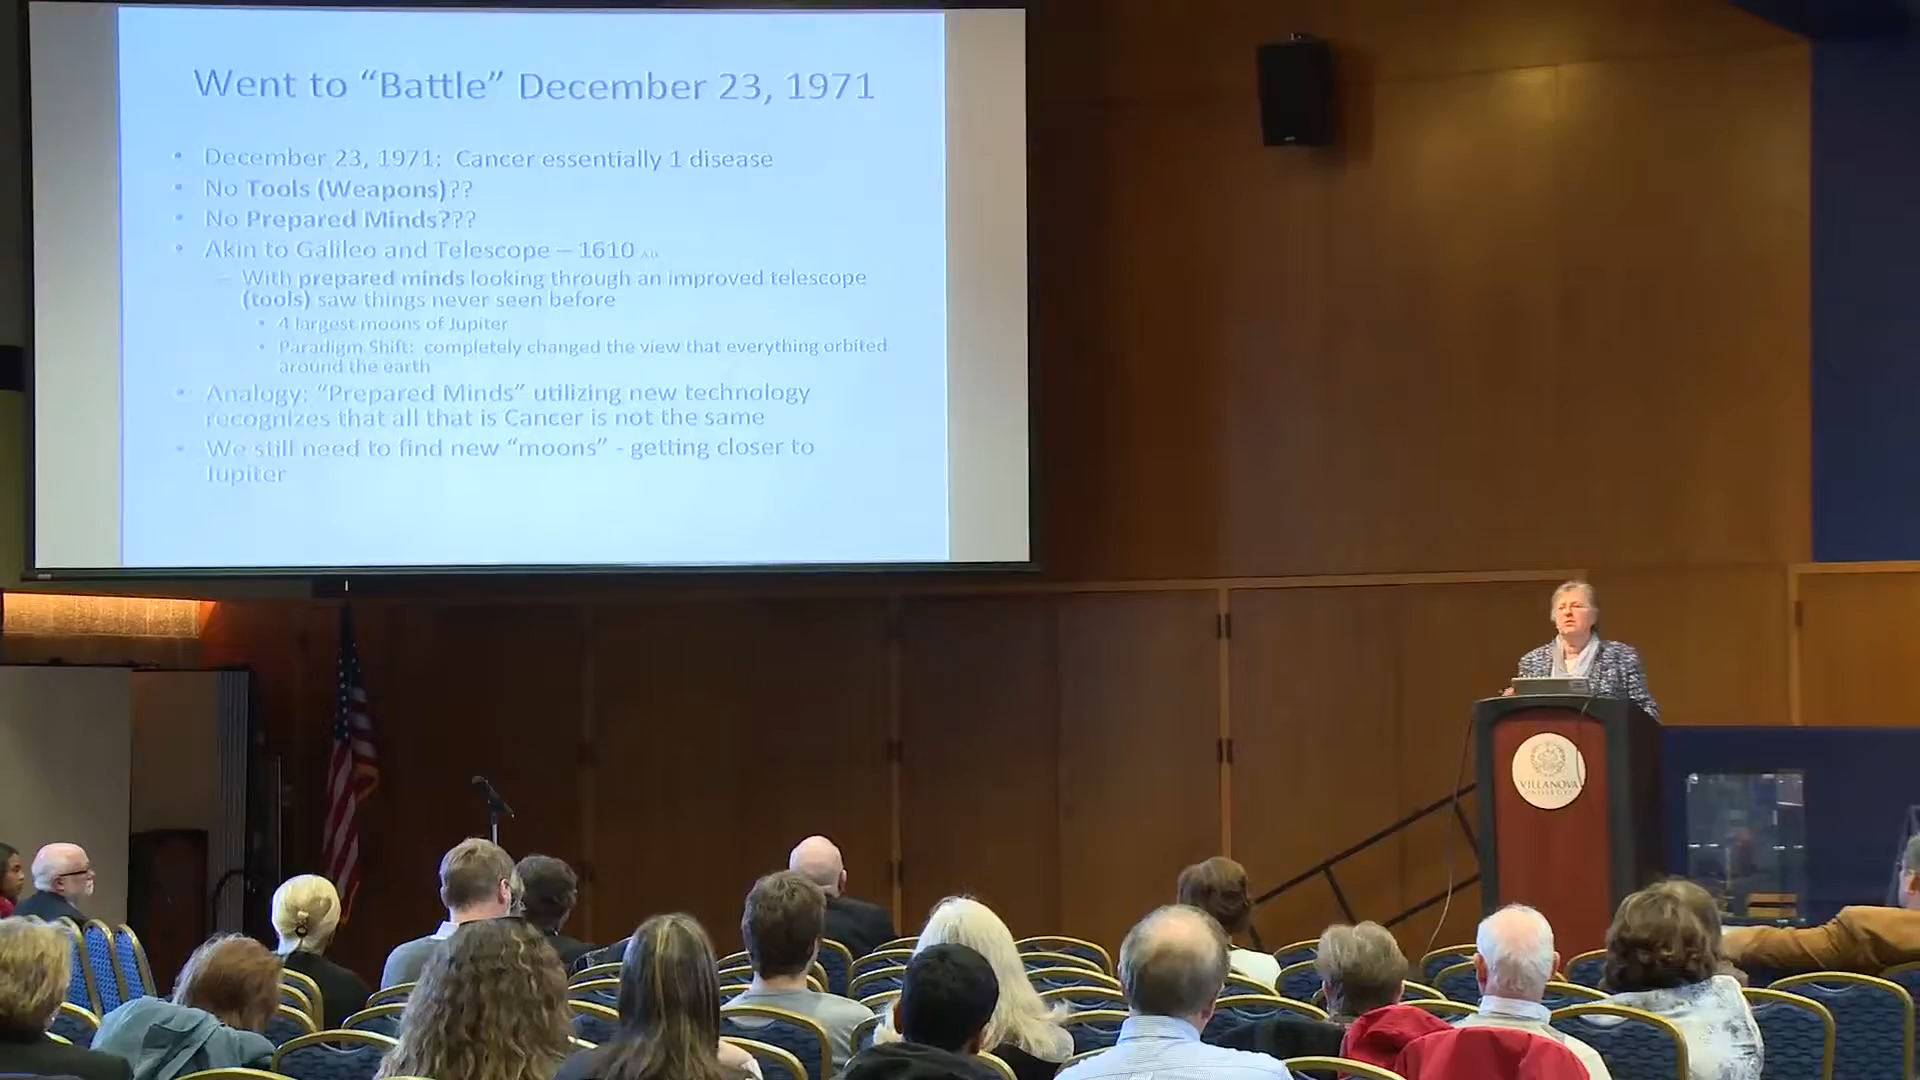 Went to “Battle” December 23, 1971
• December 23, 1971: Cancer essentially 1 disease
• No Tools (Weapons)??
• No Prepared Minds???
• Akin to Galileo and Telescope – 1610 A.D.
– With prepared minds looking through an improved telescope
(tools) saw things never seen before
• 4 largest moons of Jupiter
• Paradigm Shift: completely changed the view that everything orbited
around the earth
• Analogy: “Prepared Minds” utilizing new technology
recognizes that all that is Cancer is not the same
• We still need to find new “moons” - getting closer to
Jupiter
VILLANOVA
UNIVERSITY